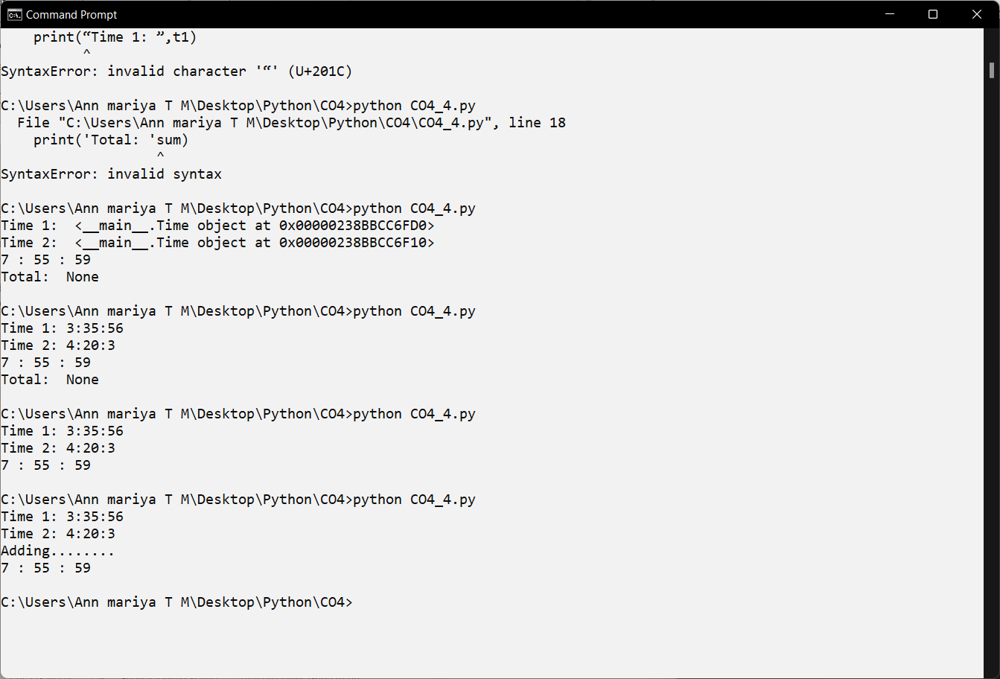 Command Prompt
    print(“Time 1: ”,t1)
          ^
SyntaxError: invalid character '“' (U+201C)

C:\Users\Ann mariya T M\Desktop\Python\CO4>python CO4_4.py
  File "C:\Users\Ann mariya T M\Desktop\Python\CO4\CO4_4.py", line 18
    print('Total: 'sum)
                   ^
SyntaxError: invalid syntax

C:\Users\Ann mariya T M\Desktop\Python\CO4>python CO4_4.py
Time 1:  <__main__.Time object at 0x00000238BBCC6FD0>
Time 2:  <__main__.Time object at 0x00000238BBCC6F10>
7 : 55 : 59
Total:  None

C:\Users\Ann mariya T M\Desktop\Python\CO4>python CO4_4.py
Time 1: 3:35:56
Time 2: 4:20:3
7 : 55 : 59
Total:  None

C:\Users\Ann mariya T M\Desktop\Python\CO4>python CO4_4.py
Time 1: 3:35:56
Time 2: 4:20:3
7 : 55 : 59

C:\Users\Ann mariya T M\Desktop\Python\CO4>python CO4_4.py
Time 1: 3:35:56
Time 2: 4:20:3
Adding........
7 : 55 : 59

C:\Users\Ann mariya T M\Desktop\Python\CO4>